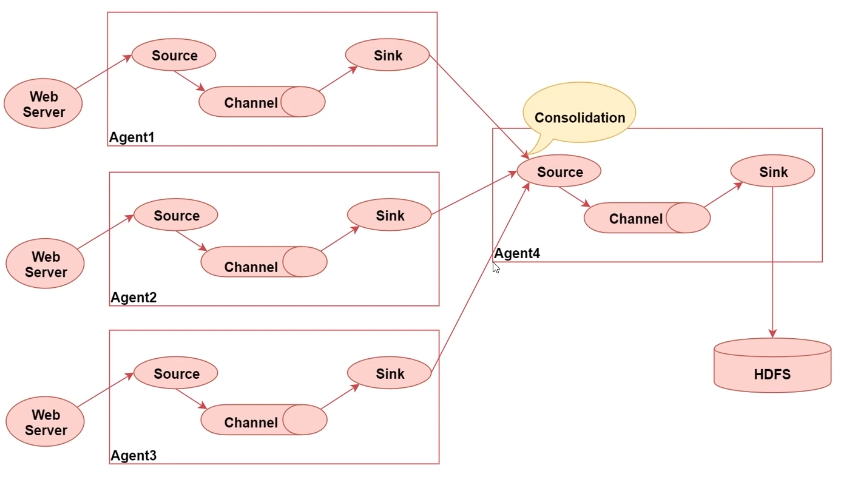 Web
Server
Source
Channel
Sink
Agent1
Web
Server
Source
Channel
Sink
Agent2
Web
Server
Source
Channel
Sink
Agent3
Consolidation
Source
Channel
Sink
Agent4
HDFS